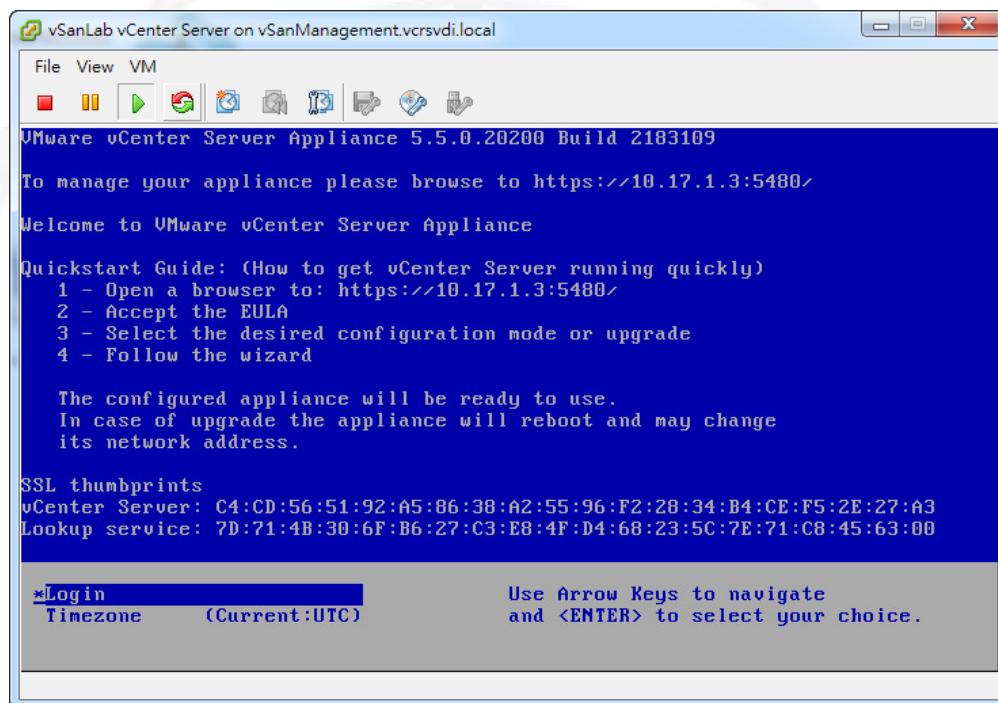 vSanLab vCenter Server on vSanManagement.vcrsvdi.local
File View VM
VMware vCenter Server Appliance 5.5.0.20200 Build 2183109
To manage your appliance please browse to https://10.17.1.3:5480/
Welcome to VMware vCenter Server Appliance
Quickstart Guide: (How to get vCenter Server running quickly)
1 - Open a browser to: https://10.17.1.3:5480/
2 - Accept the EULA
3 - Select the desired configuration mode or upgrade
4 - Follow the wizard
The configured appliance will be ready to use.
In case of upgrade the appliance will reboot and may change
its network address.
SSL thumbprints
vCenter Server: C4:CD:56:51:92:A5:86:38:A2:55:96:F2:28:34:B4:CE:F5:2E:27:A3
Lookup service: 7D:71:4B:30:6F:B6:27:C3:E8:4F:D4:68:23:5C:7E:71:C8:45:63:00
*Login Use Arrow Keys to navigate
Timezone (Current:UTC) and <ENTER> to select your choice.